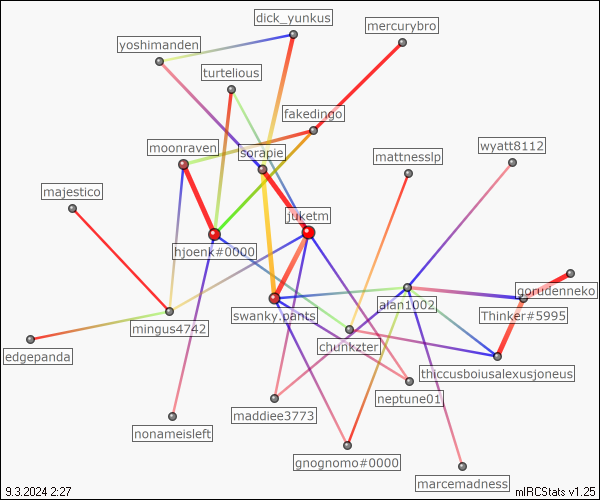 dick_yunkus
mercurybro
yoshimanden
turtelious
fakedingo
moonraven
sorapie
mattnesslp
wyatt8112
majestico
juketm
hjoenk#0000
gorudenneko
alan1002
swanky.pants
Thinker#5995
mingus4742
chunkzter
edgepanda
thiccusboiusalexusjoneus
neptune01
maddiee3773
nonameisleft
gnognomo#0000
marcemadness
9.3.2024 2:27
mIRCStats v1.25